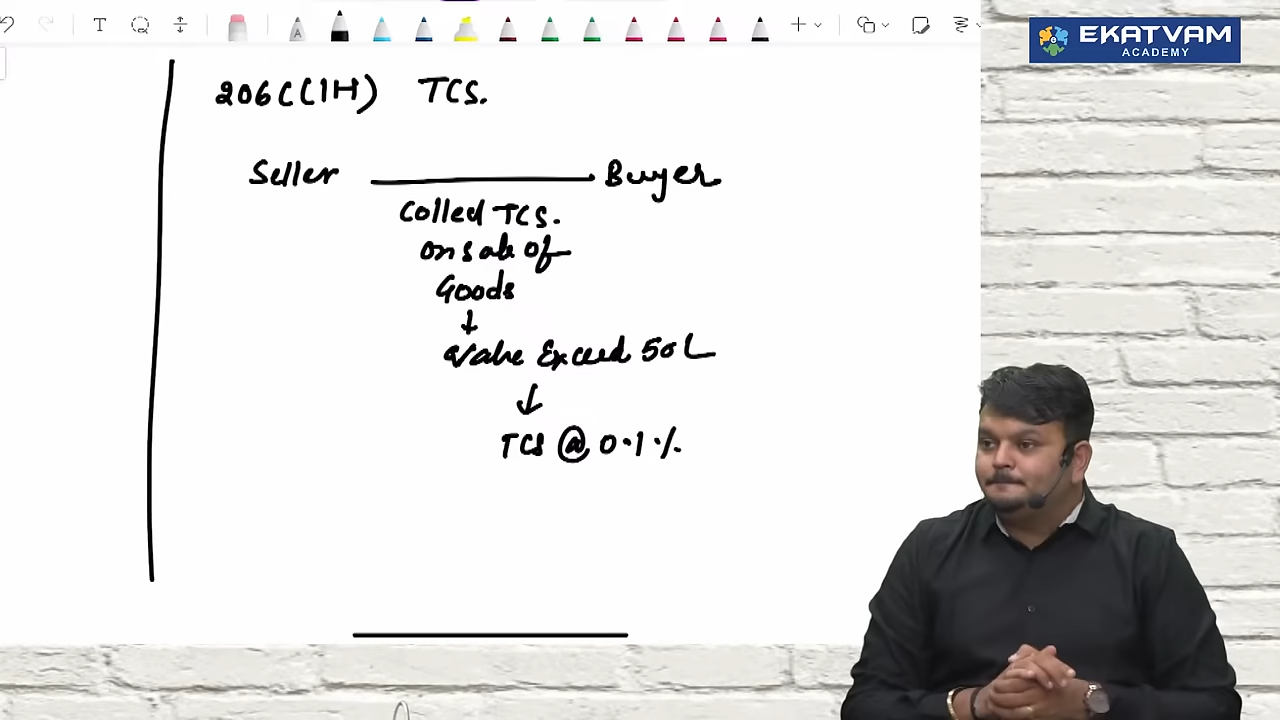 EKATVAM
ACADEMY
206C(1H) TCS.
Seller Buyer
Collect TCS.
on sale of
Goods
Value Exceed 50L
TCS @ 0.1%